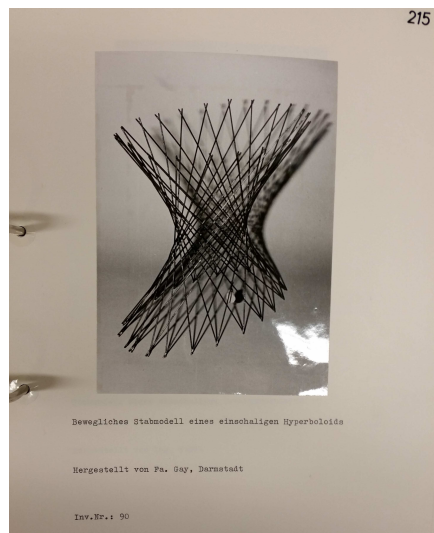 215
Bewegliches Stabmodell eines einschaligen Hyperboloids
Hergestellt von Fa. Gay, Darmstadt
Inv.Nr.: 90